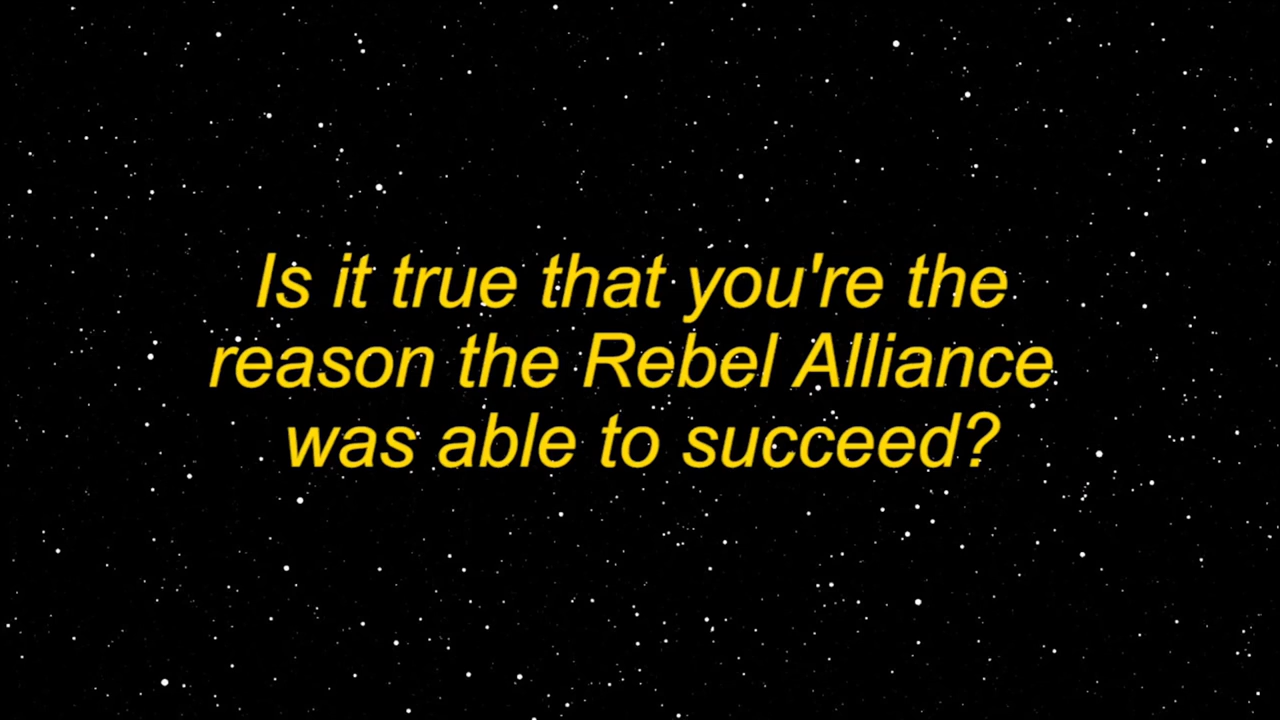 Is it true that you're the
reason the Rebel Alliance
was able to succeed?